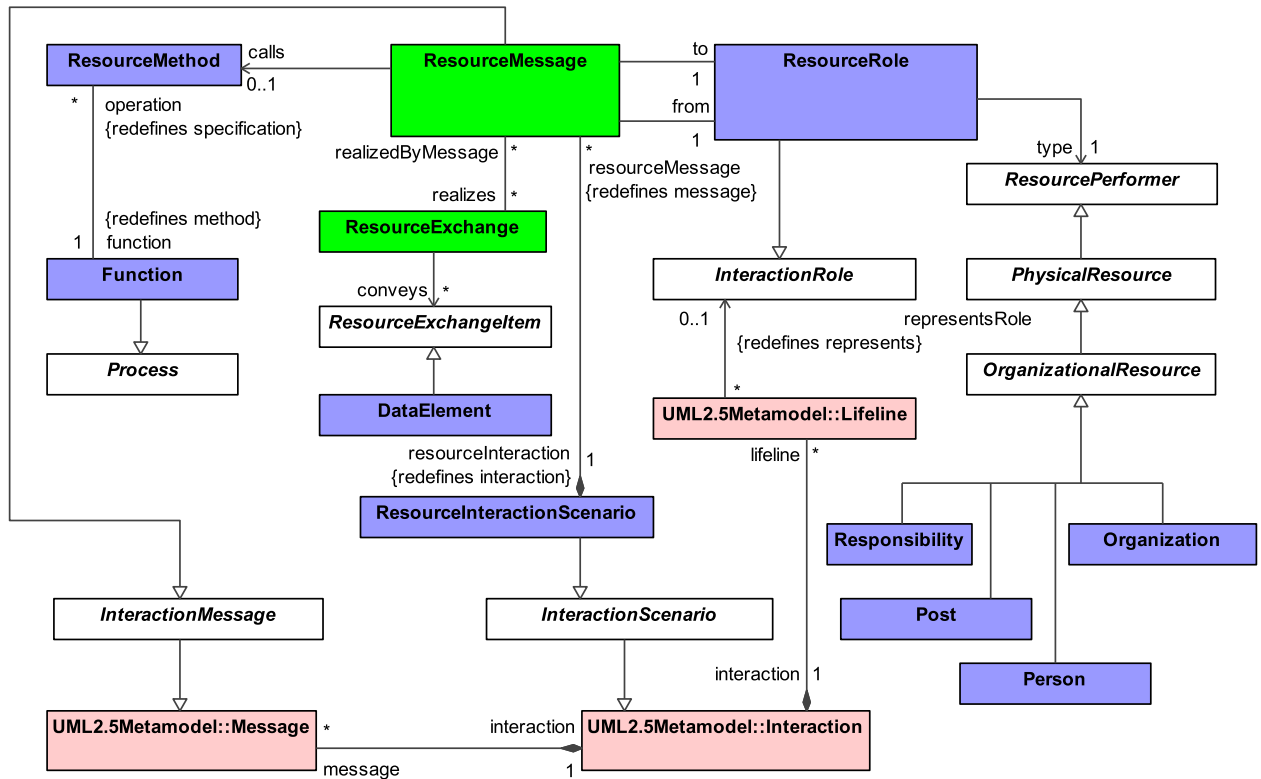 ResourceMethod
calls
0..1
ResourceMessage
to
1
from
1
ResourceRole
*
operation
{redefines specification}
realizedByMessage
*
*
resourceMessage
{redefines message}
type
1
ResourcePerformer
realizes
*
{redefines method}
1
function
ResourceExchange
Function
InteractionRole
PhysicalResource
conveys
*
ResourceExchangeItem
0..1
representsRole
{redefines represents}
Process
OrganizationalResource
*
DataElement
UML2.5Metamodel::Lifeline
resourceInteraction
1
{redefines interaction}
lifeline
*
ResourceInteractionScenario
Responsibility
Organization
InteractionMessage
InteractionScenario
Post
interaction
1
Person
UML2.5Metamodel::Message
*
interaction
UML2.5Metamodel::Interaction
message
1